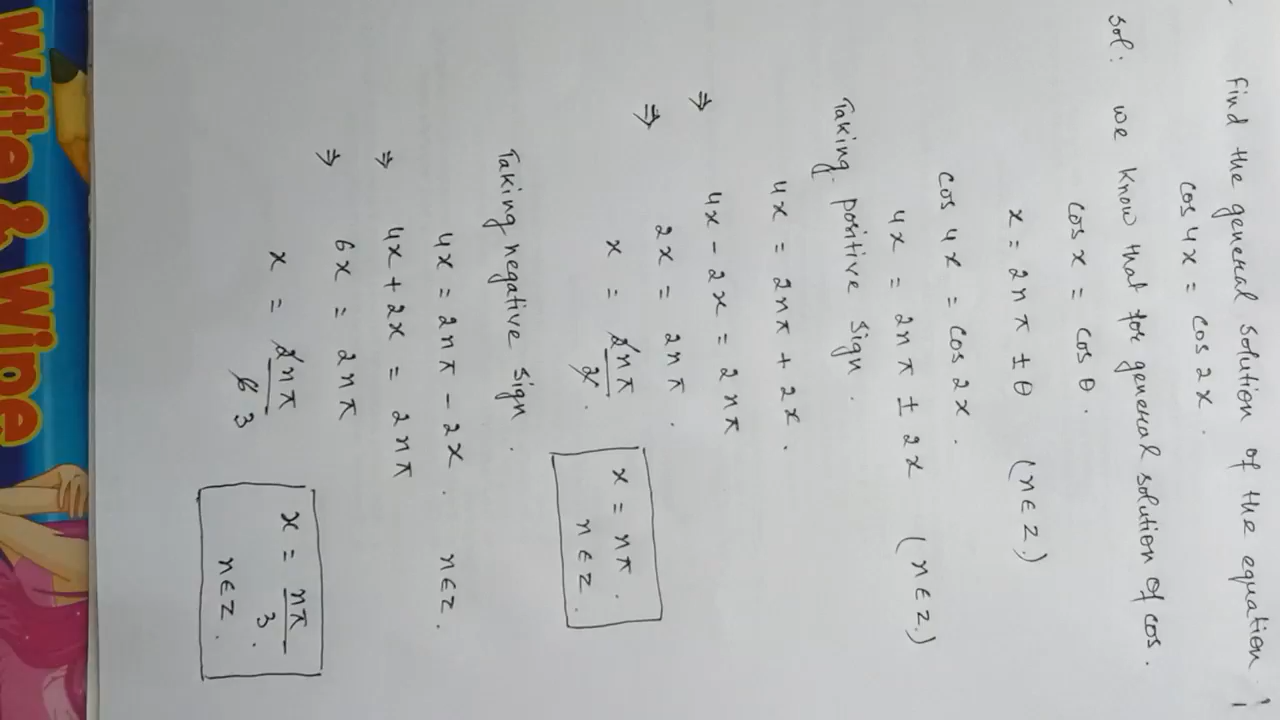 Find the general solution of the equation.
cos 4x = cos 2x.
Sol: we know that for general solution of cos.
cos x = cos θ.
x = 2nπ ± θ (n ∈ Z.)
cos 4x = cos 2x.
4x = 2nπ ± 2x (n ∈ Z.)
Taking positive sign.
4x = 2nπ + 2x.
⇒ 4x - 2x = 2nπ
⇒ 2x = 2nπ.
x = 2nπ/2. x = nπ.
n ∈ Z.
Taking negative sign.
4x = 2nπ - 2x. n ∈ Z.
⇒ 4x + 2x = 2nπ
⇒ 6x = 2nπ
x = 2nπ/6 3 x = nπ/3.
n ∈ Z.
Write & Wipe